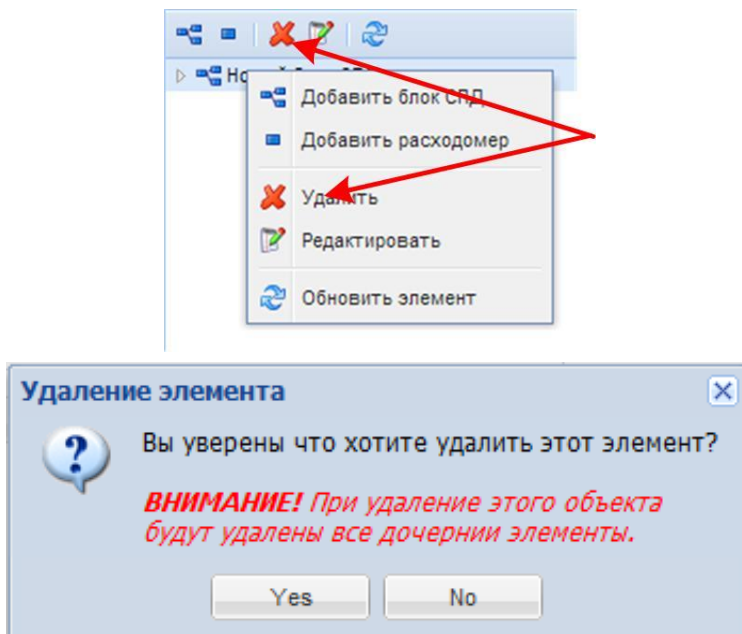 Добавить блок СПД
Добавить расходомер
Удалить
Редактировать
Обновить элемент
Удаление элемента
Вы уверены что хотите удалить этот элемент?
ВНИМАНИЕ! При удаление этого объекта
будут удалены все дочернии элементы.
Yes No